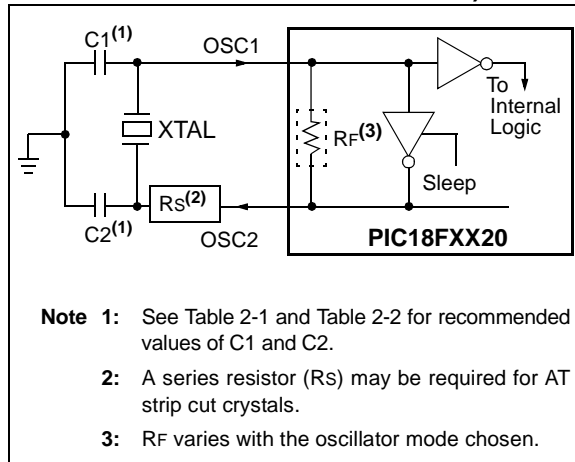 C1(1)
OSC1
To
Internal
Logic
XTAL
RF(3)
Sleep
RS(2)
C2(1)
OSC2
PIC18FXX20
Note 1: See Table 2-1 and Table 2-2 for recommended
values of C1 and C2.
2: A series resistor (RS) may be required for AT
strip cut crystals.
3: RF varies with the oscillator mode chosen.